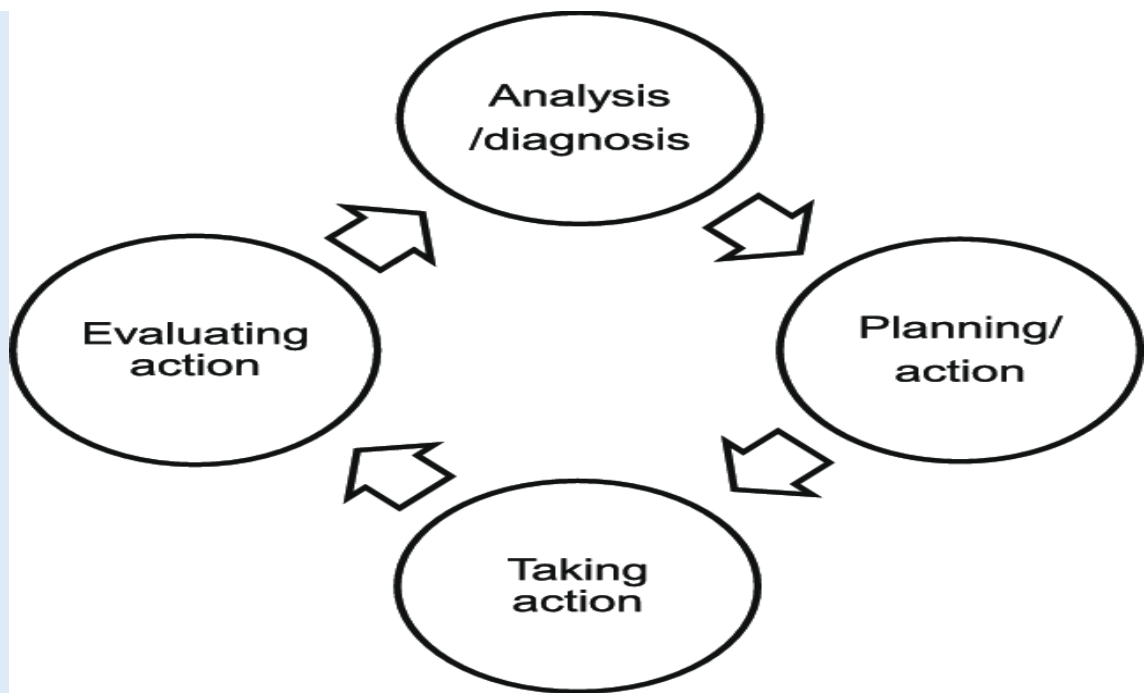 Analysis
/diagnosis
Planning/
action
Taking
action
Evaluating
action